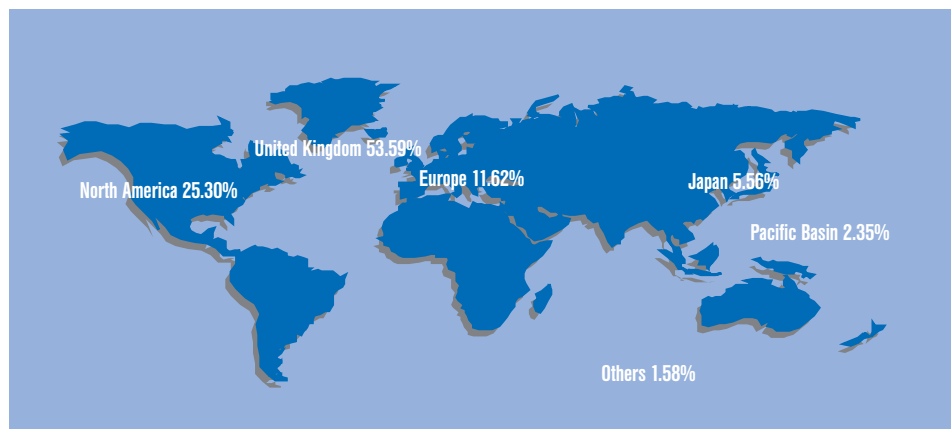 United Kingdom 53.59%
Europe 11.62%
Japan 5.56%
North America 25.30%
Pacific Basin 2.35%
Others 1.58%